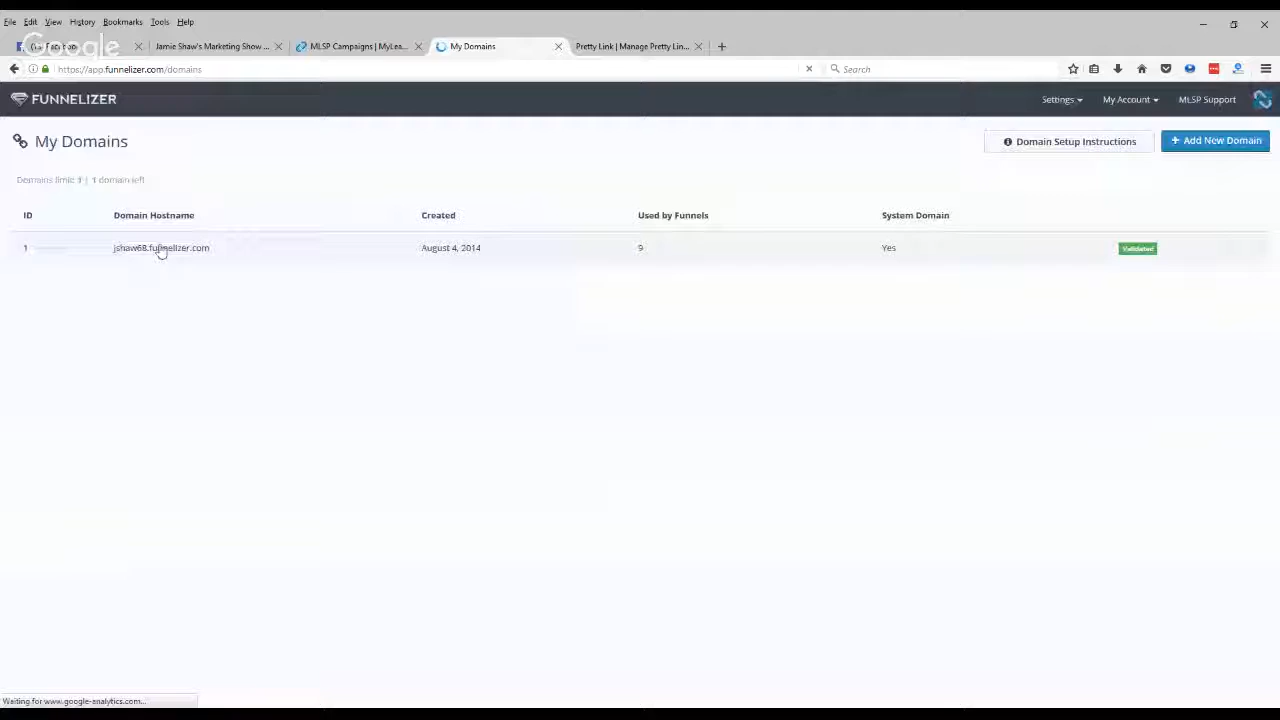 File Edit View History Bookmarks Tools Help
Google
Facebook
Jamie Shaw's Marketing Show ...
MLSP Campaigns | MyLea...
My Domains
Pretty Link | Manage Pretty Lin...
https://app.funnelizer.com/domains
Search
FUNNELIZER
Settings
My Account
MLSP Support
My Domains
Domain Setup Instructions
+ Add New Domain
Domains limit: | 1 domain left
ID Domain Hostname Created Used by Funnels System Domain
1 jshaw68.funnelizer.com August 4, 2014 9 Yes Validated
Waiting for www.google-analytics.com...